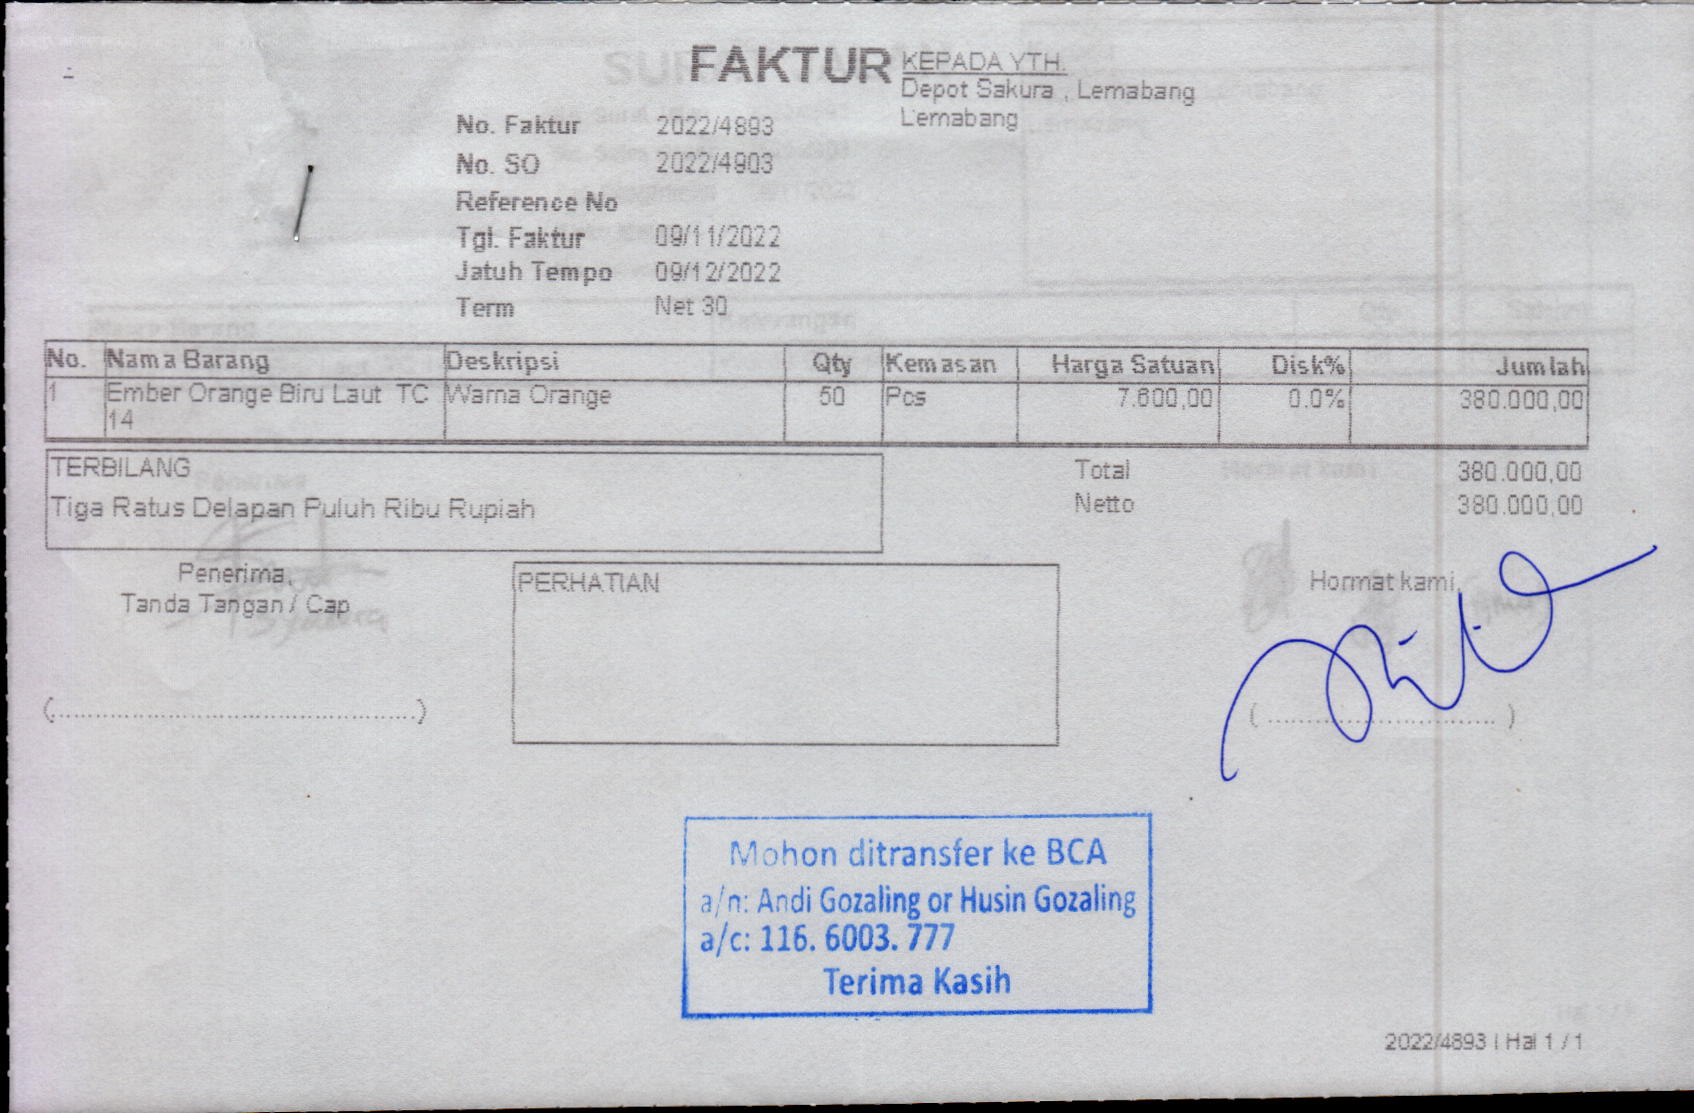 FAKTUR
KEPADA YTH.
Depot Sakura , Lemabang
Lemabang
No. Faktur 2022/4893
No. SO 2022/4903
Reference No
Tgl. Faktur 09/11/2022
Jatuh Tempo 09/12/2022
Term Net 30
No. Nama Barang Deskripsi Qty Kemasan Harga Satuan Disk% Jumlah
1 Ember Orange Biru Laut TC Warna Orange 50 Pcs 7.600,00 0.0% 380.000,00
14
TERBILANG
Tiga Ratus Delapan Puluh Ribu Rupiah
Total 380.000,00
Netto 380.000,00
Penerima,
Tanda Tangan / Cap
(................................................)
PERHATIAN
Hormat kami,
( ............................... )
Mohon ditransfer ke BCA
a/n: Andi Gozaling or Husin Gozaling
a/c: 116. 6003. 777
Terima Kasih
2022/4893 | Hal 1 / 1